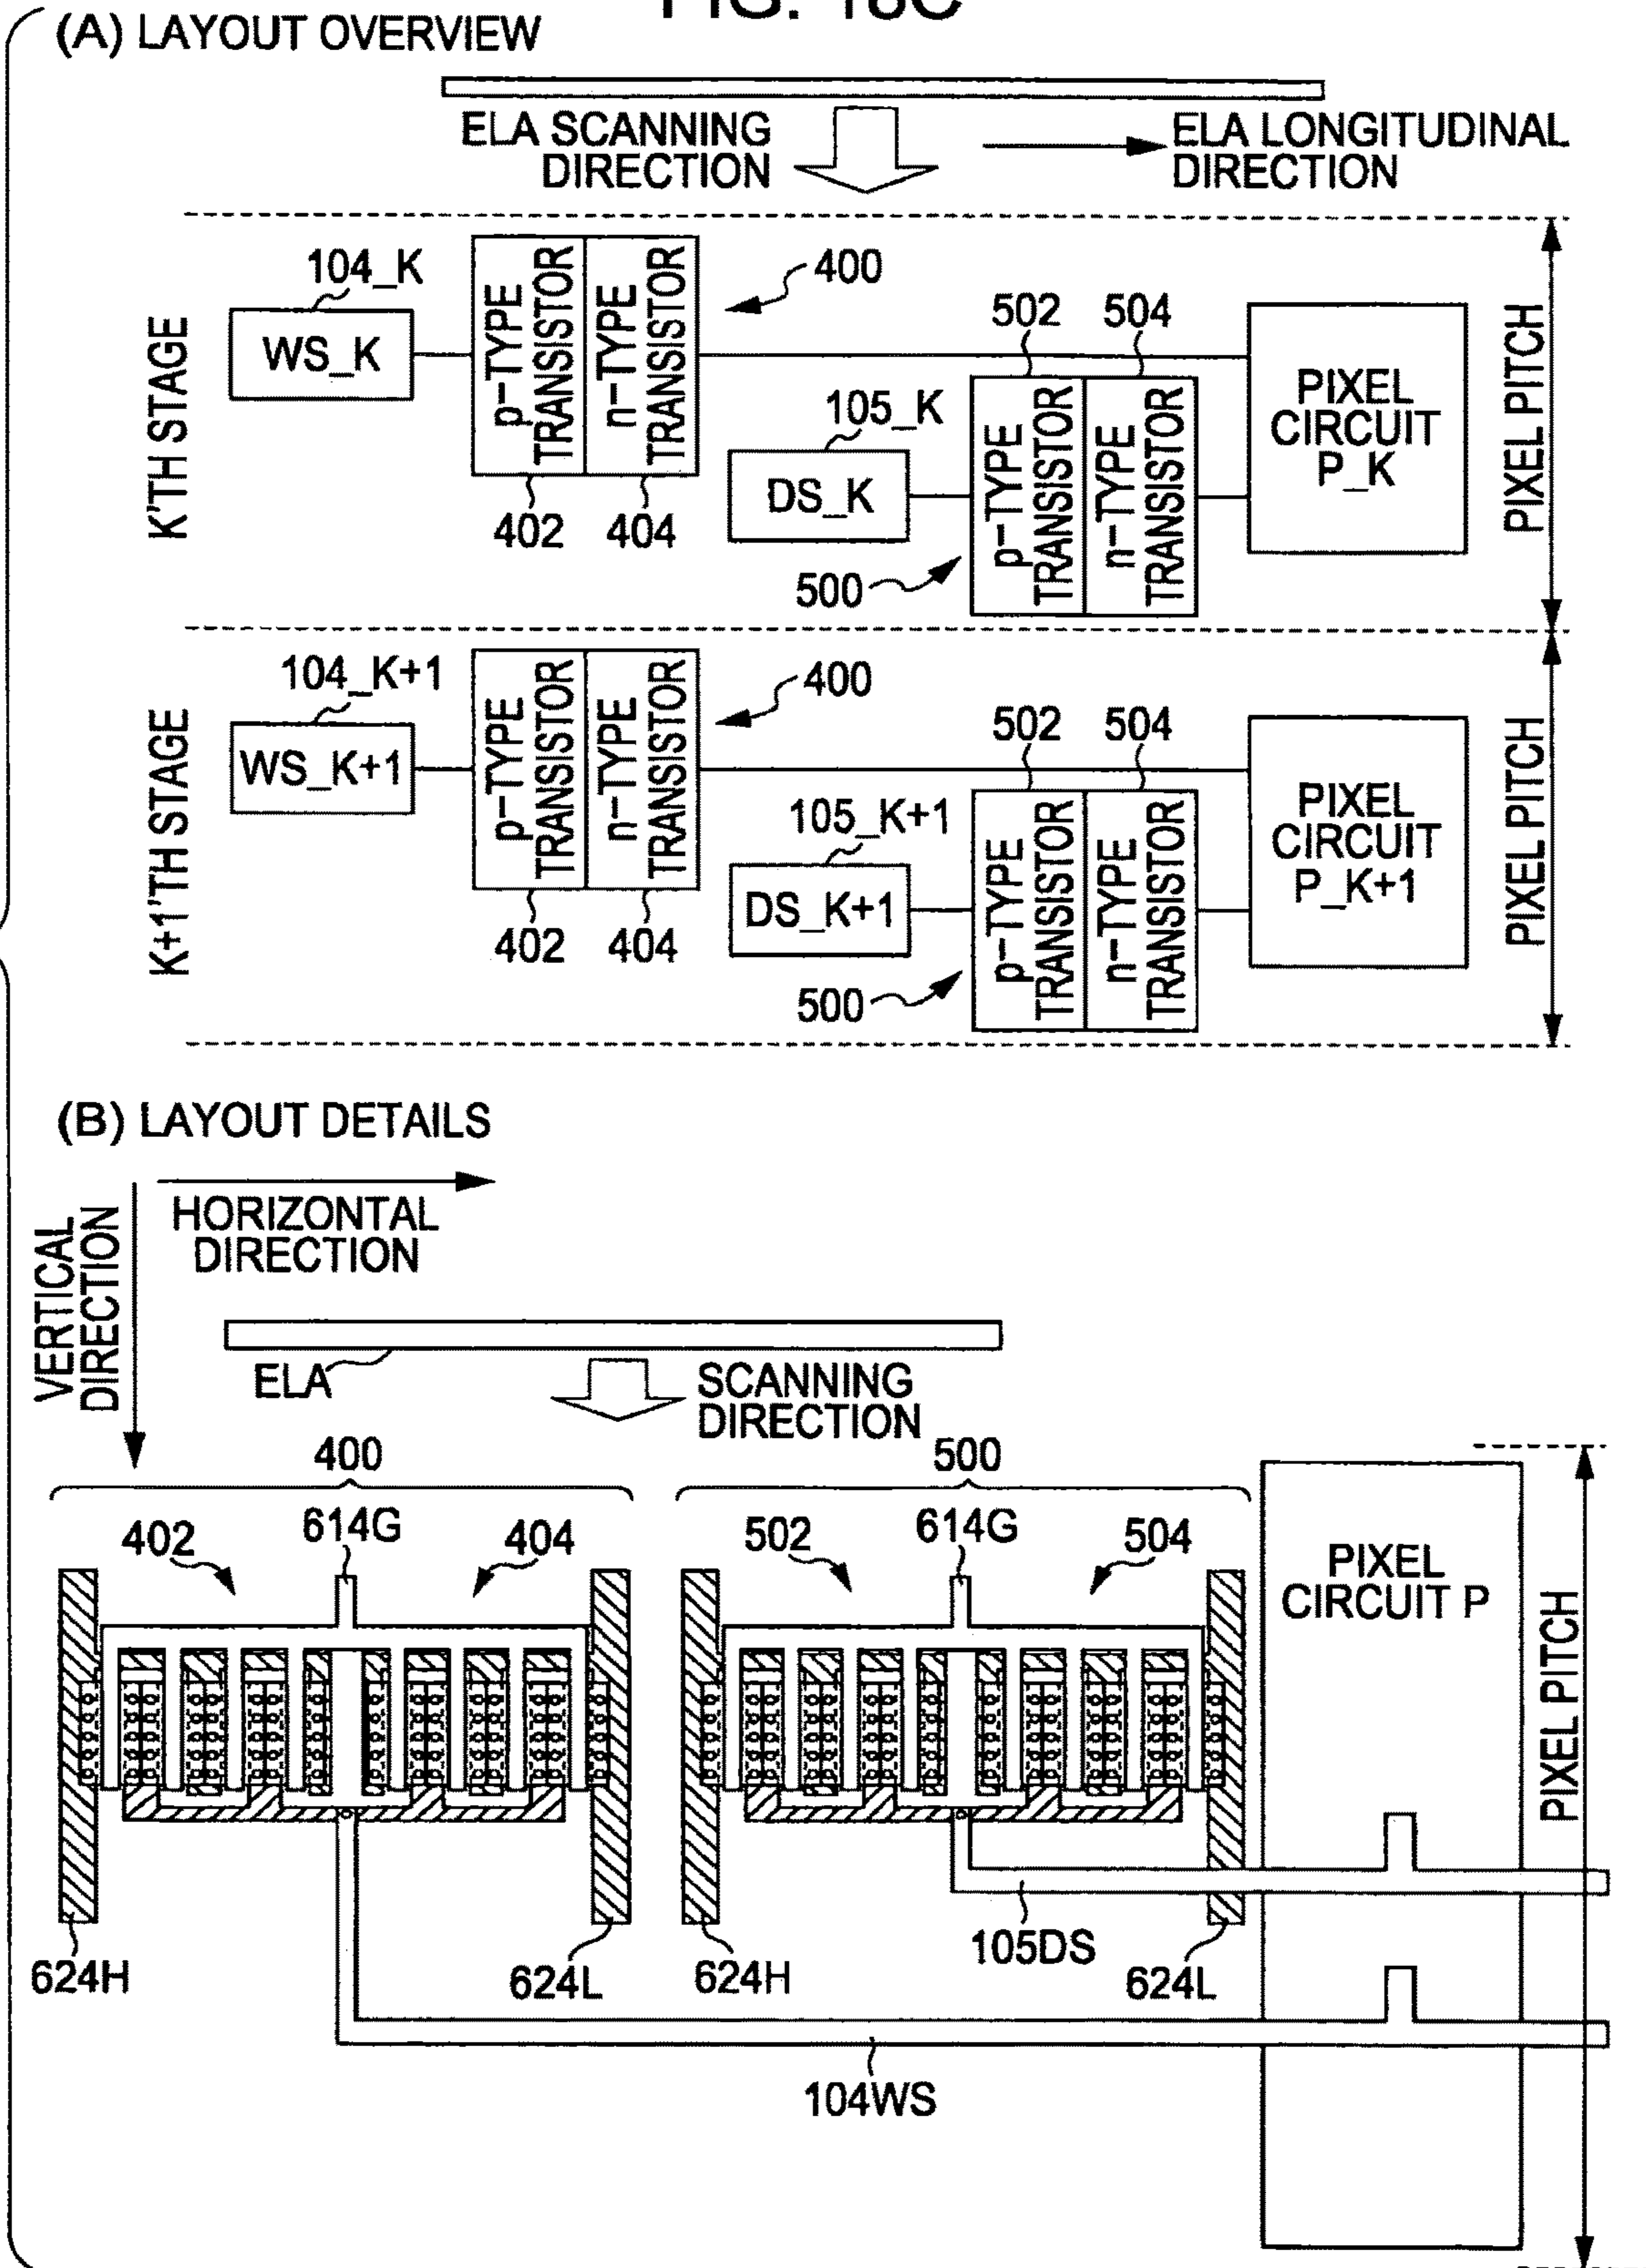 FIG. 18C
(A) LAYOUT OVERVIEW
ELA SCANNING
DIRECTION
ELA LONGITUDINAL
DIRECTION
K'TH STAGE
104_K
WS_K
p-TYPE
TRANSISTOR
n-TYPE
TRANSISTOR
400
402
404
105_K
DS_K
502
504
p-TYPE
TRANSISTOR
n-TYPE
TRANSISTOR
500
PIXEL
CIRCUIT
P_K
PIXEL PITCH
K+1'TH STAGE
104_K+1
WS_K+1
p-TYPE
TRANSISTOR
n-TYPE
TRANSISTOR
400
402
404
105_K+1
DS_K+1
502
504
p-TYPE
TRANSISTOR
n-TYPE
TRANSISTOR
500
PIXEL
CIRCUIT
P_K+1
PIXEL PITCH
(B) LAYOUT DETAILS
HORIZONTAL
DIRECTION
VERTICAL
DIRECTION
ELA
SCANNING
DIRECTION
400
500
402
614G
404
502
614G
504
PIXEL
CIRCUIT P
PIXEL PITCH
624H
624L
624H
105DS
624L
104WS